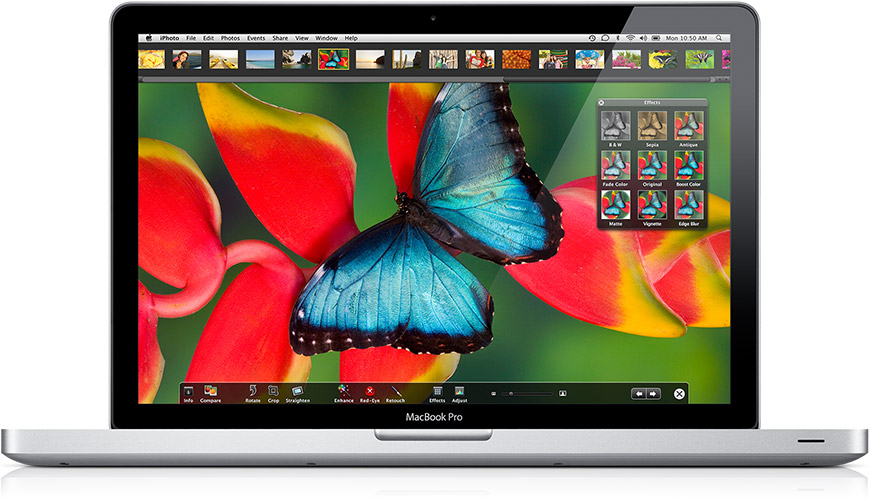 iPhoto File Edit Photos Events Share View Window Help Mon 10:50 AM
Effects
B & W Sepia Antique
Fade Color Original Boost Color
Matte Vignette Edge Blur
Info Compare Rotate Crop Straighten Enhance Red-Eye Retouch Effects Adjust
MacBook Pro